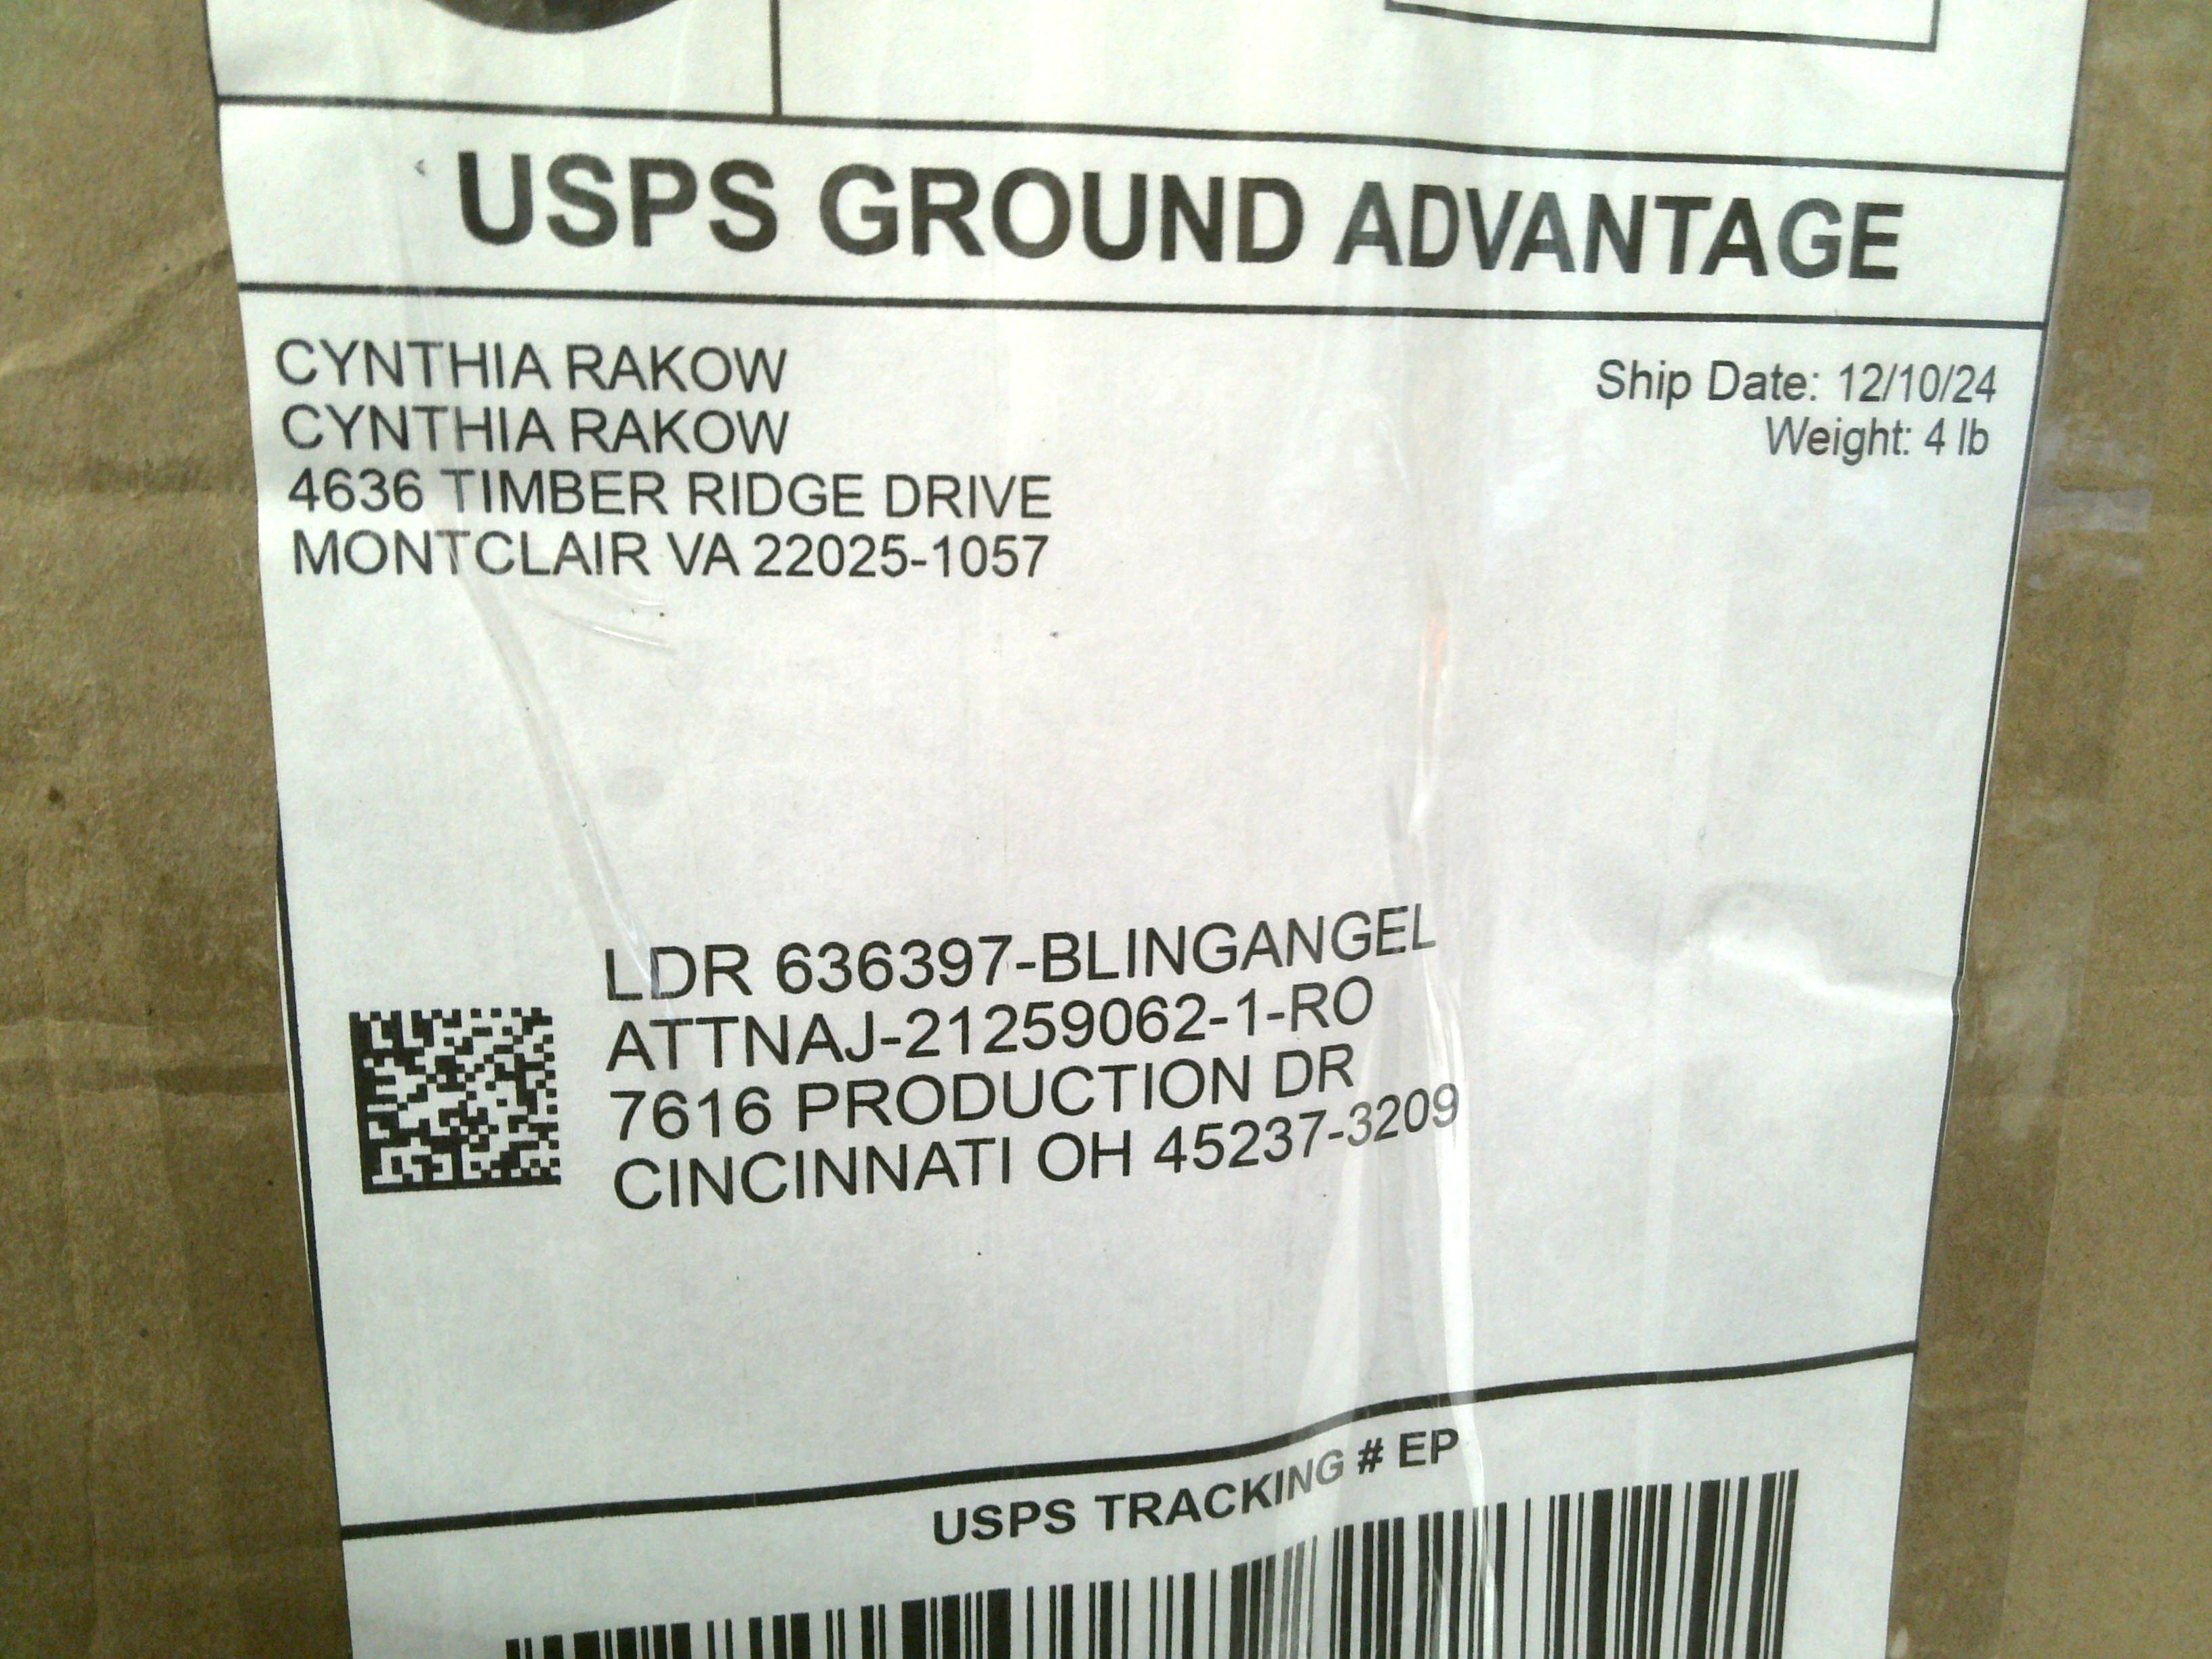 USPS GROUND ADVANTAGE
CYNTHIA RAKOW
CYNTHIA RAKOW
4636 TIMBER RIDGE DRIVE
MONTCLAIR VA 22025-1057
Ship Date: 12/10/24
Weight: 4 lb
LDR 636397-BLINGANGEL
ATTNAJ-21259062-1-RO
7616 PRODUCTION DR
CINCINNATI OH 45237-3209
USPS TRACKING # EP